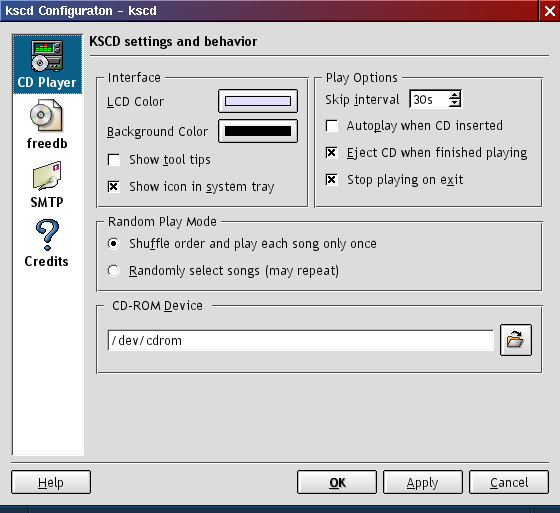 kscd Configuraton - kscd
CD Player
freedb
SMTP
Credits
KSCD settings and behavior
Interface
LCD Color
Background Color
Show tool tips
Show icon in system tray
Play Options
Skip interval 30s
Autoplay when CD inserted
Eject CD when finished playing
Stop playing on exit
Random Play Mode
Shuffle order and play each song only once
Randomly select songs (may repeat)
CD-ROM Device
/dev/cdrom
Help
OK
Apply
Cancel